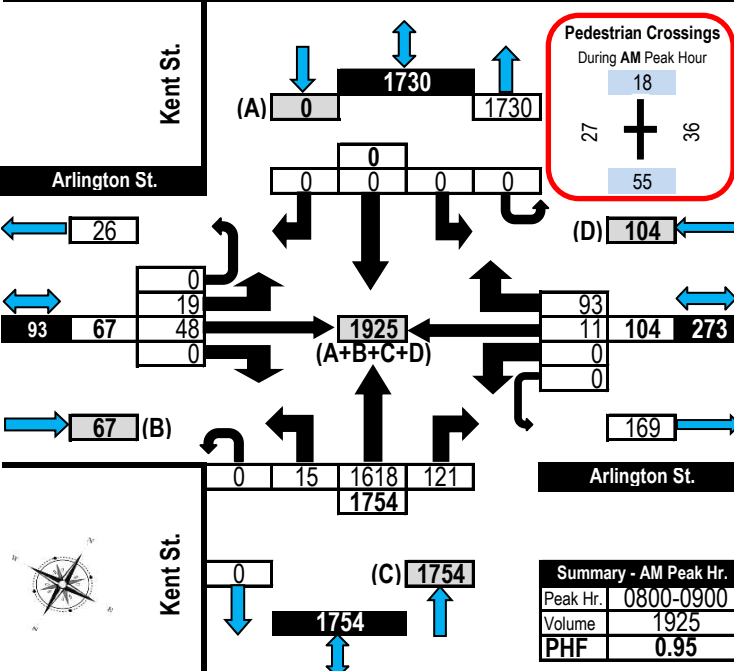 Kent St.
1730
(A) 0
1730
Pedestrian Crossings
During AM Peak Hour
18
27
36
55
Arlington St.
0
0 0 0 0
26
(D) 104
0
19
93 67 48
0
1925
(A+B+C+D)
93
11 104 273
0
0
67 (B)
169
0 15 1618 121
1754
Arlington St.
Kent St.
0
(C) 1754
1754
N
W
E
S
Summary - AM Peak Hr.
Peak Hr. 0800-0900
Volume 1925
PHF 0.95